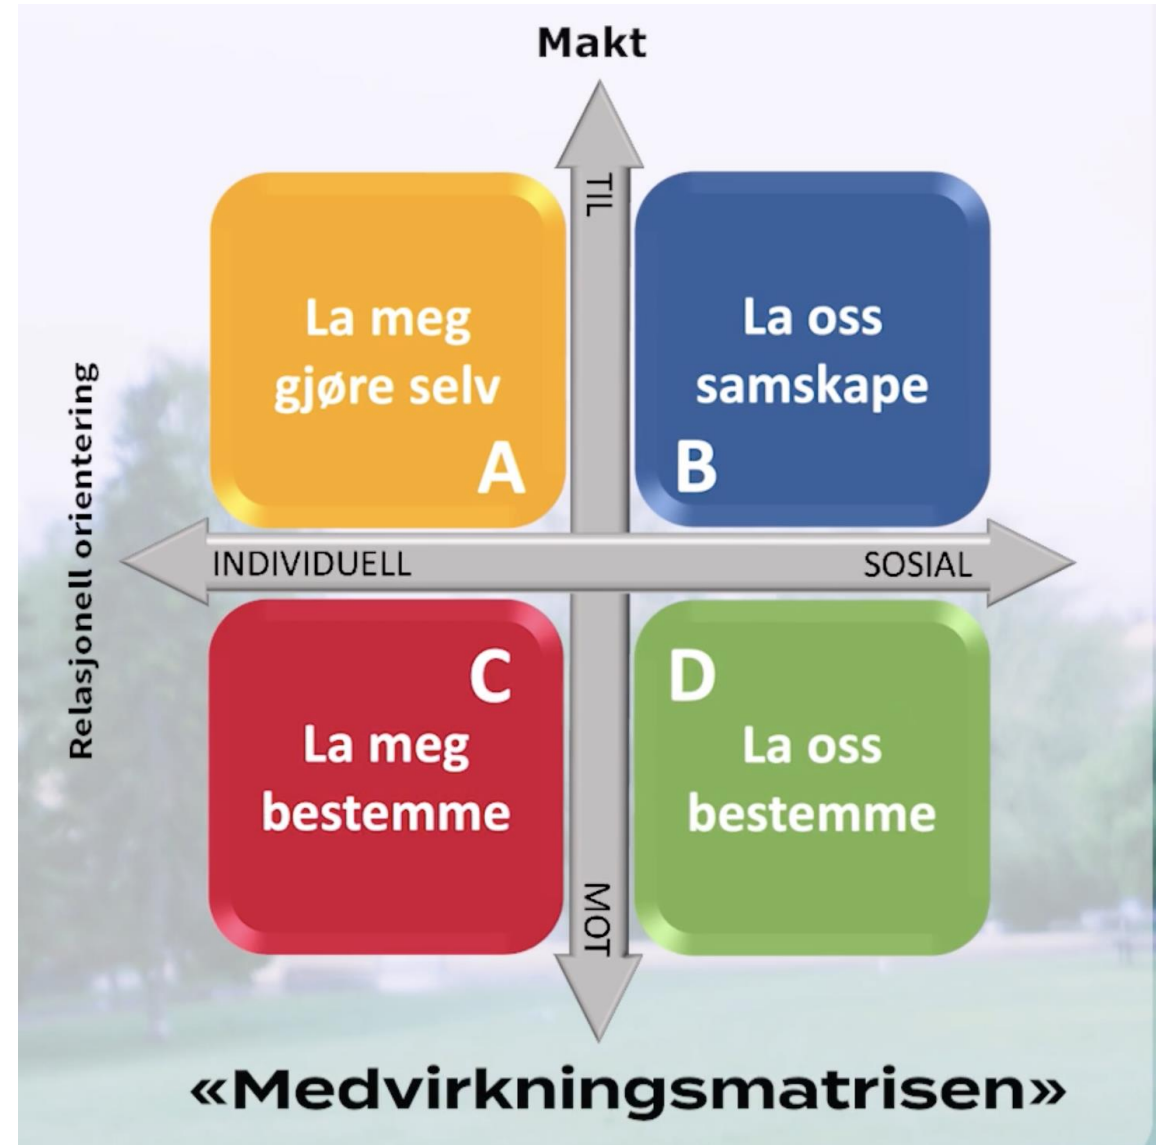 Makt
TIL
La meg
gjøre selv
A
La oss
samskape
B
Relasjonell orientering
INDIVIDUELL
SOSIAL
C
La meg
bestemme
D
La oss
bestemme
MOT
«Medvirkningsmatrisen»